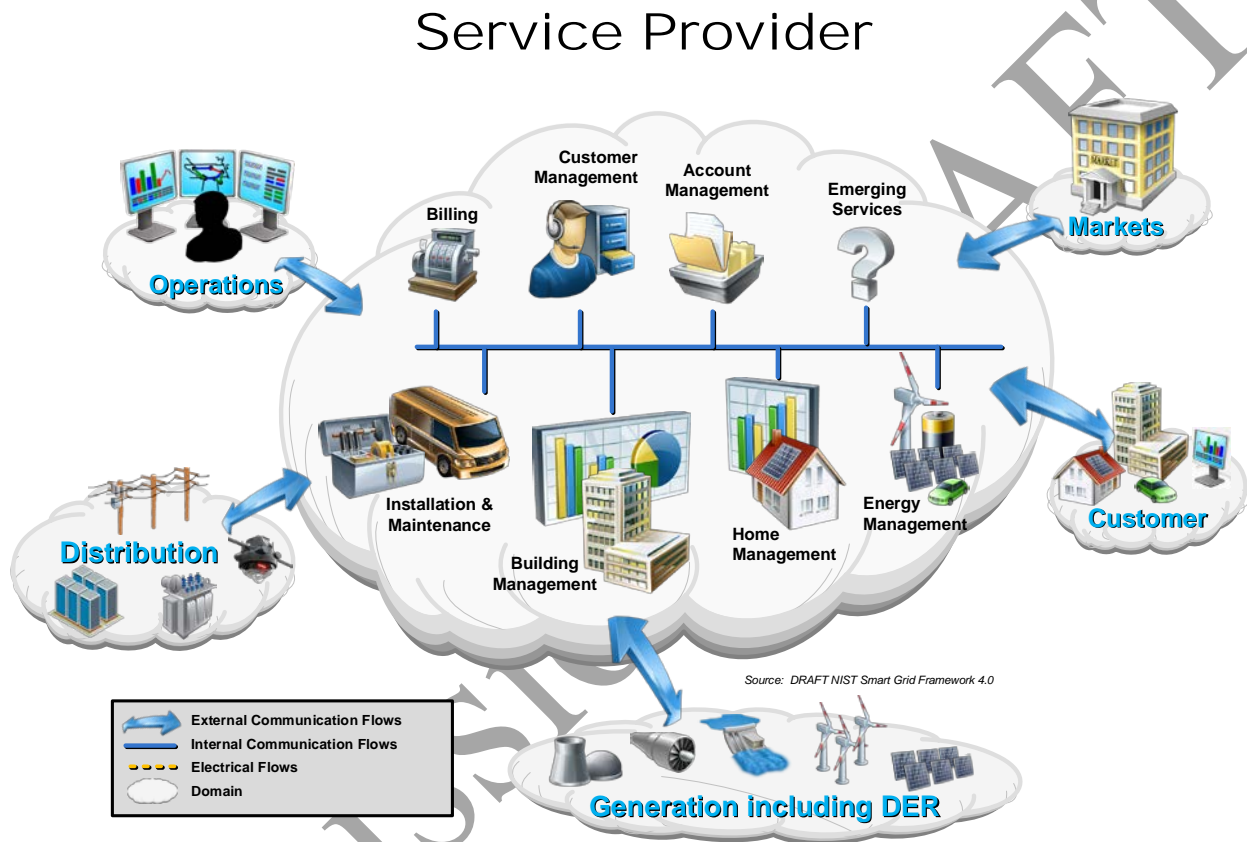 Service Provider
Operations
Billing
Customer
Management
Account
Management
Emerging
Services
MARKET
Markets
Installation &
Maintenance
Building
Management
Home
Management
Energy
Management
Distribution
Customer
Source: DRAFT NIST Smart Grid Framework 4.0
External Communication Flows
Internal Communication Flows
Electrical Flows
Domain
Generation including DER